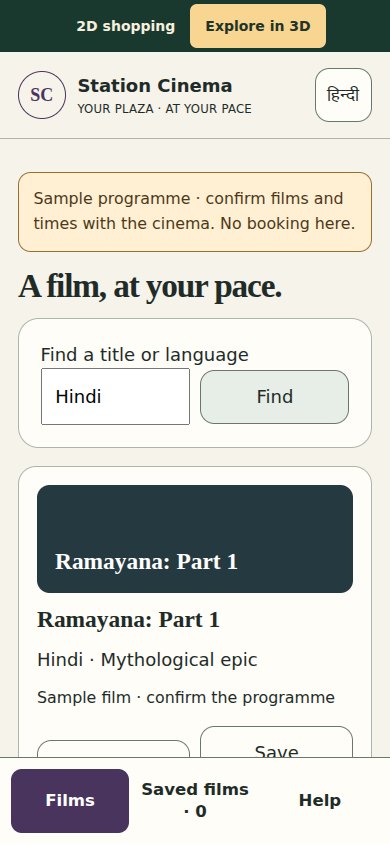 2D shopping
Explore in 3D
SC
Station Cinema
YOUR PLAZA · AT YOUR PACE
हिन्दी
Sample programme · confirm films and
times with the cinema. No booking here.
A film, at your pace.
Find a title or language
Hindi
Find
Ramayana: Part 1
Ramayana: Part 1
Hindi · Mythological epic
Sample film · confirm the programme
Save
Films
Saved films
· 0
Help